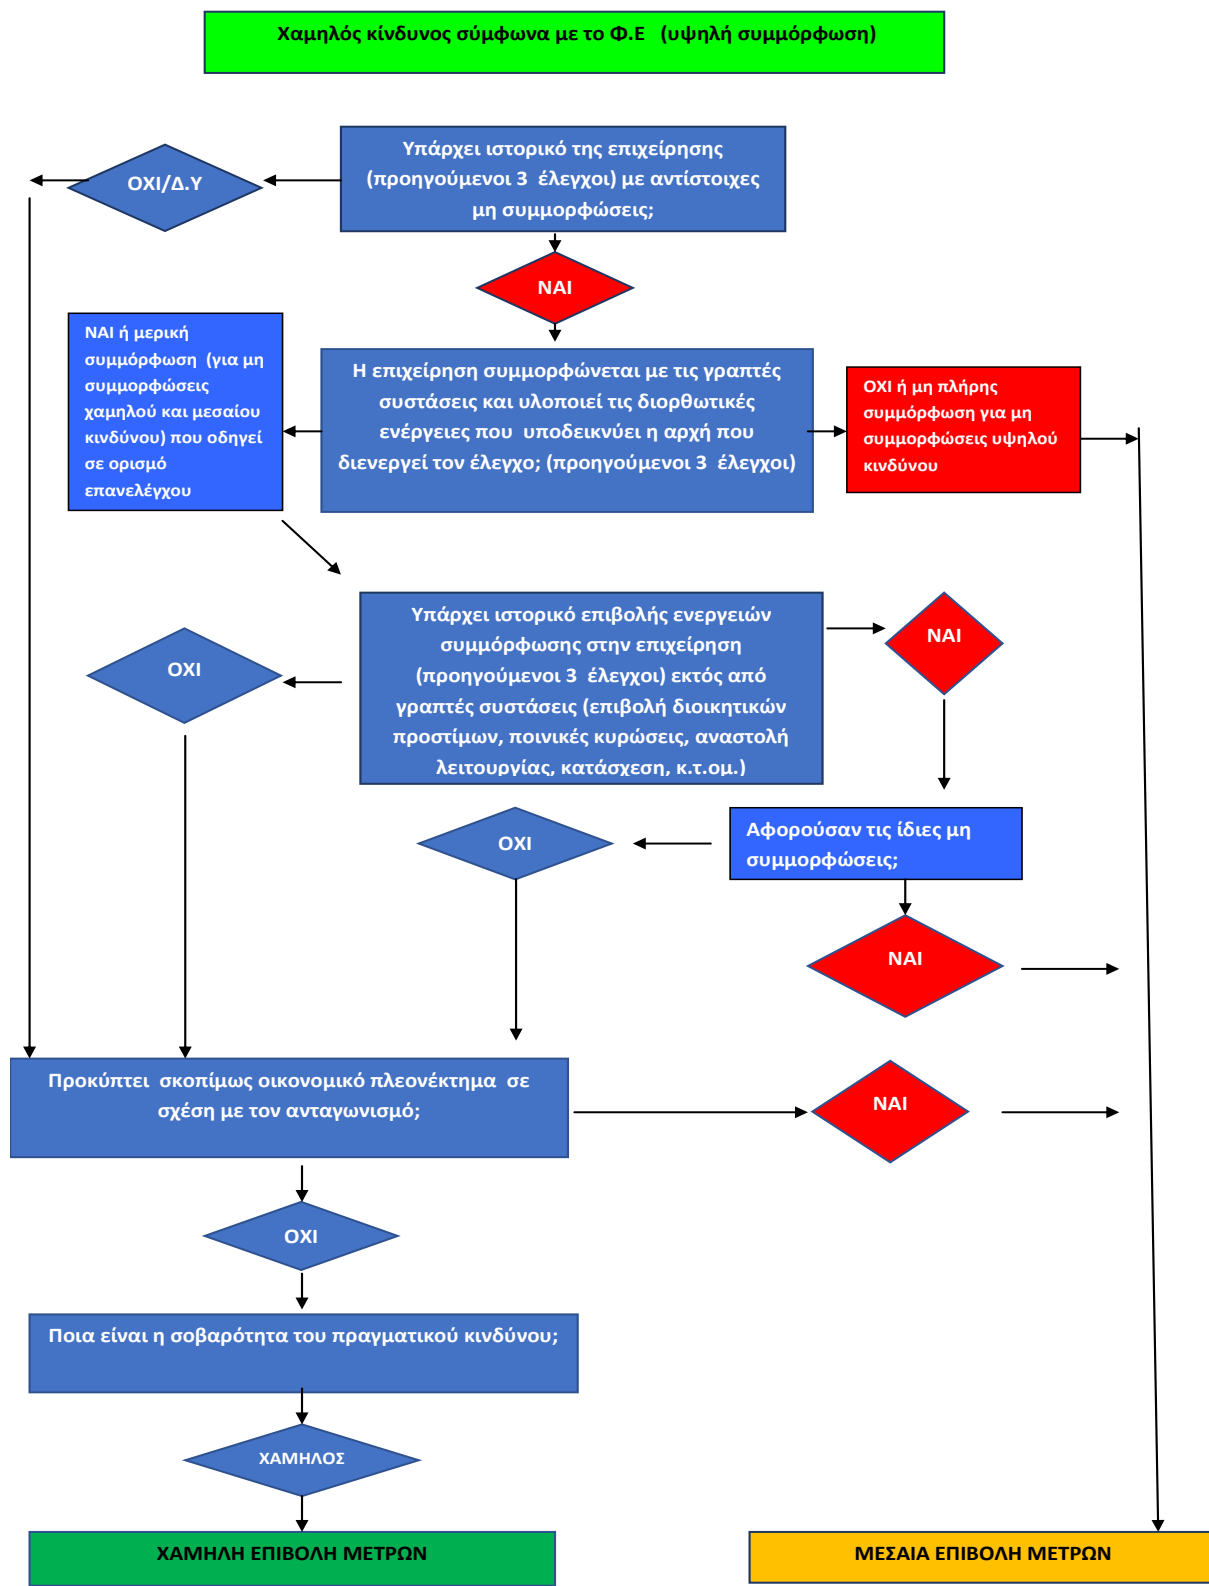 Χαμηλός κίνδυνος σύμφωνα με το Φ.Ε (υψηλή συμμόρφωση)
Υπάρχει ιστορικό της επιχείρησης
(προηγούμενοι 3 έλεγχοι) με αντίστοιχες
μη συμμορφώσεις;
ΟΧΙ/Δ.Υ
ΝΑΙ
ΝΑΙ ή μερική
συμμόρφωση (για μη
συμμορφώσεις
χαμηλού και μεσαίου
κινδύνου) που οδηγεί
σε ορισμό
επανελέγχου
Η επιχείρηση συμμορφώνεται με τις γραπτές
συστάσεις και υλοποιεί τις διορθωτικές
ενέργειες που υποδεικνύει η αρχή που
διενεργεί τον έλεγχο; (προηγούμενοι 3 έλεγχοι)
ΟΧΙ ή μη πλήρης
συμμόρφωση για μη
συμμορφώσεις υψηλού
κινδύνου
Υπάρχει ιστορικό επιβολής ενεργειών
συμμόρφωσης στην επιχείρηση
(προηγούμενοι 3 έλεγχοι) εκτός από
γραπτές συστάσεις (επιβολή διοικητικών
προστίμων, ποινικές κυρώσεις, αναστολή
λειτουργίας, κατάσχεση, κ.τ.ομ.)
ΝΑΙ
ΟΧΙ
Αφορούσαν τις ίδιες μη
συμμορφώσεις;
ΟΧΙ
ΝΑΙ
Προκύπτει σκοπίμως οικονομικό πλεονέκτημα σε
σχέση με τον ανταγωνισμό;
ΝΑΙ
ΟΧΙ
Ποια είναι η σοβαρότητα του πραγματικού κινδύνου;
ΧΑΜΗΛΟΣ
ΧΑΜΗΛΗ ΕΠΙΒΟΛΗ ΜΕΤΡΩΝ
ΜΕΣΑΙΑ ΕΠΙΒΟΛΗ ΜΕΤΡΩΝ